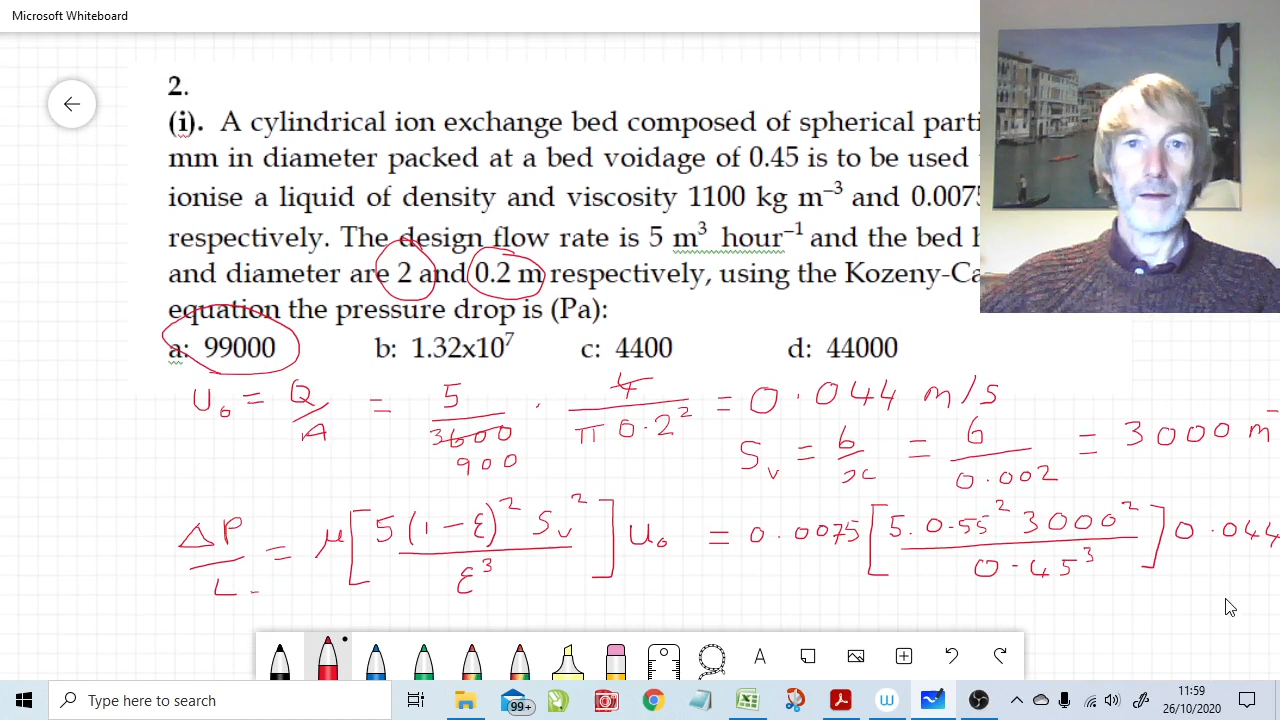 Microsoft Whiteboard
2.
(i). A cylindrical ion exchange bed composed of spherical parti
mm in diameter packed at a bed voidage of 0.45 is to be used
ionise a liquid of density and viscosity 1100 kg m⁻³ and 0.0075
respectively. The design flow rate is 5 m³ hour⁻¹ and the bed h
and diameter are 2 and 0.2 m respectively, using the Kozeny-Ca
equation the pressure drop is (Pa):
a: 99000 b: 1.32x10⁷ c: 4400 d: 44000
U₀ = Q/A = 5/3600 · 4/π 0.2² = 0.044 m/s
900
Sᵥ = 6/x = 6/0.002 = 3000 m⁻
ΔP/L = μ[5(1-ε)² Sᵥ²/ε³] U₀ = 0.0075 [5.0.55² 3000²/0.45³] 0.044
A
Type here to search
99+
W
11:59
26/10/2020